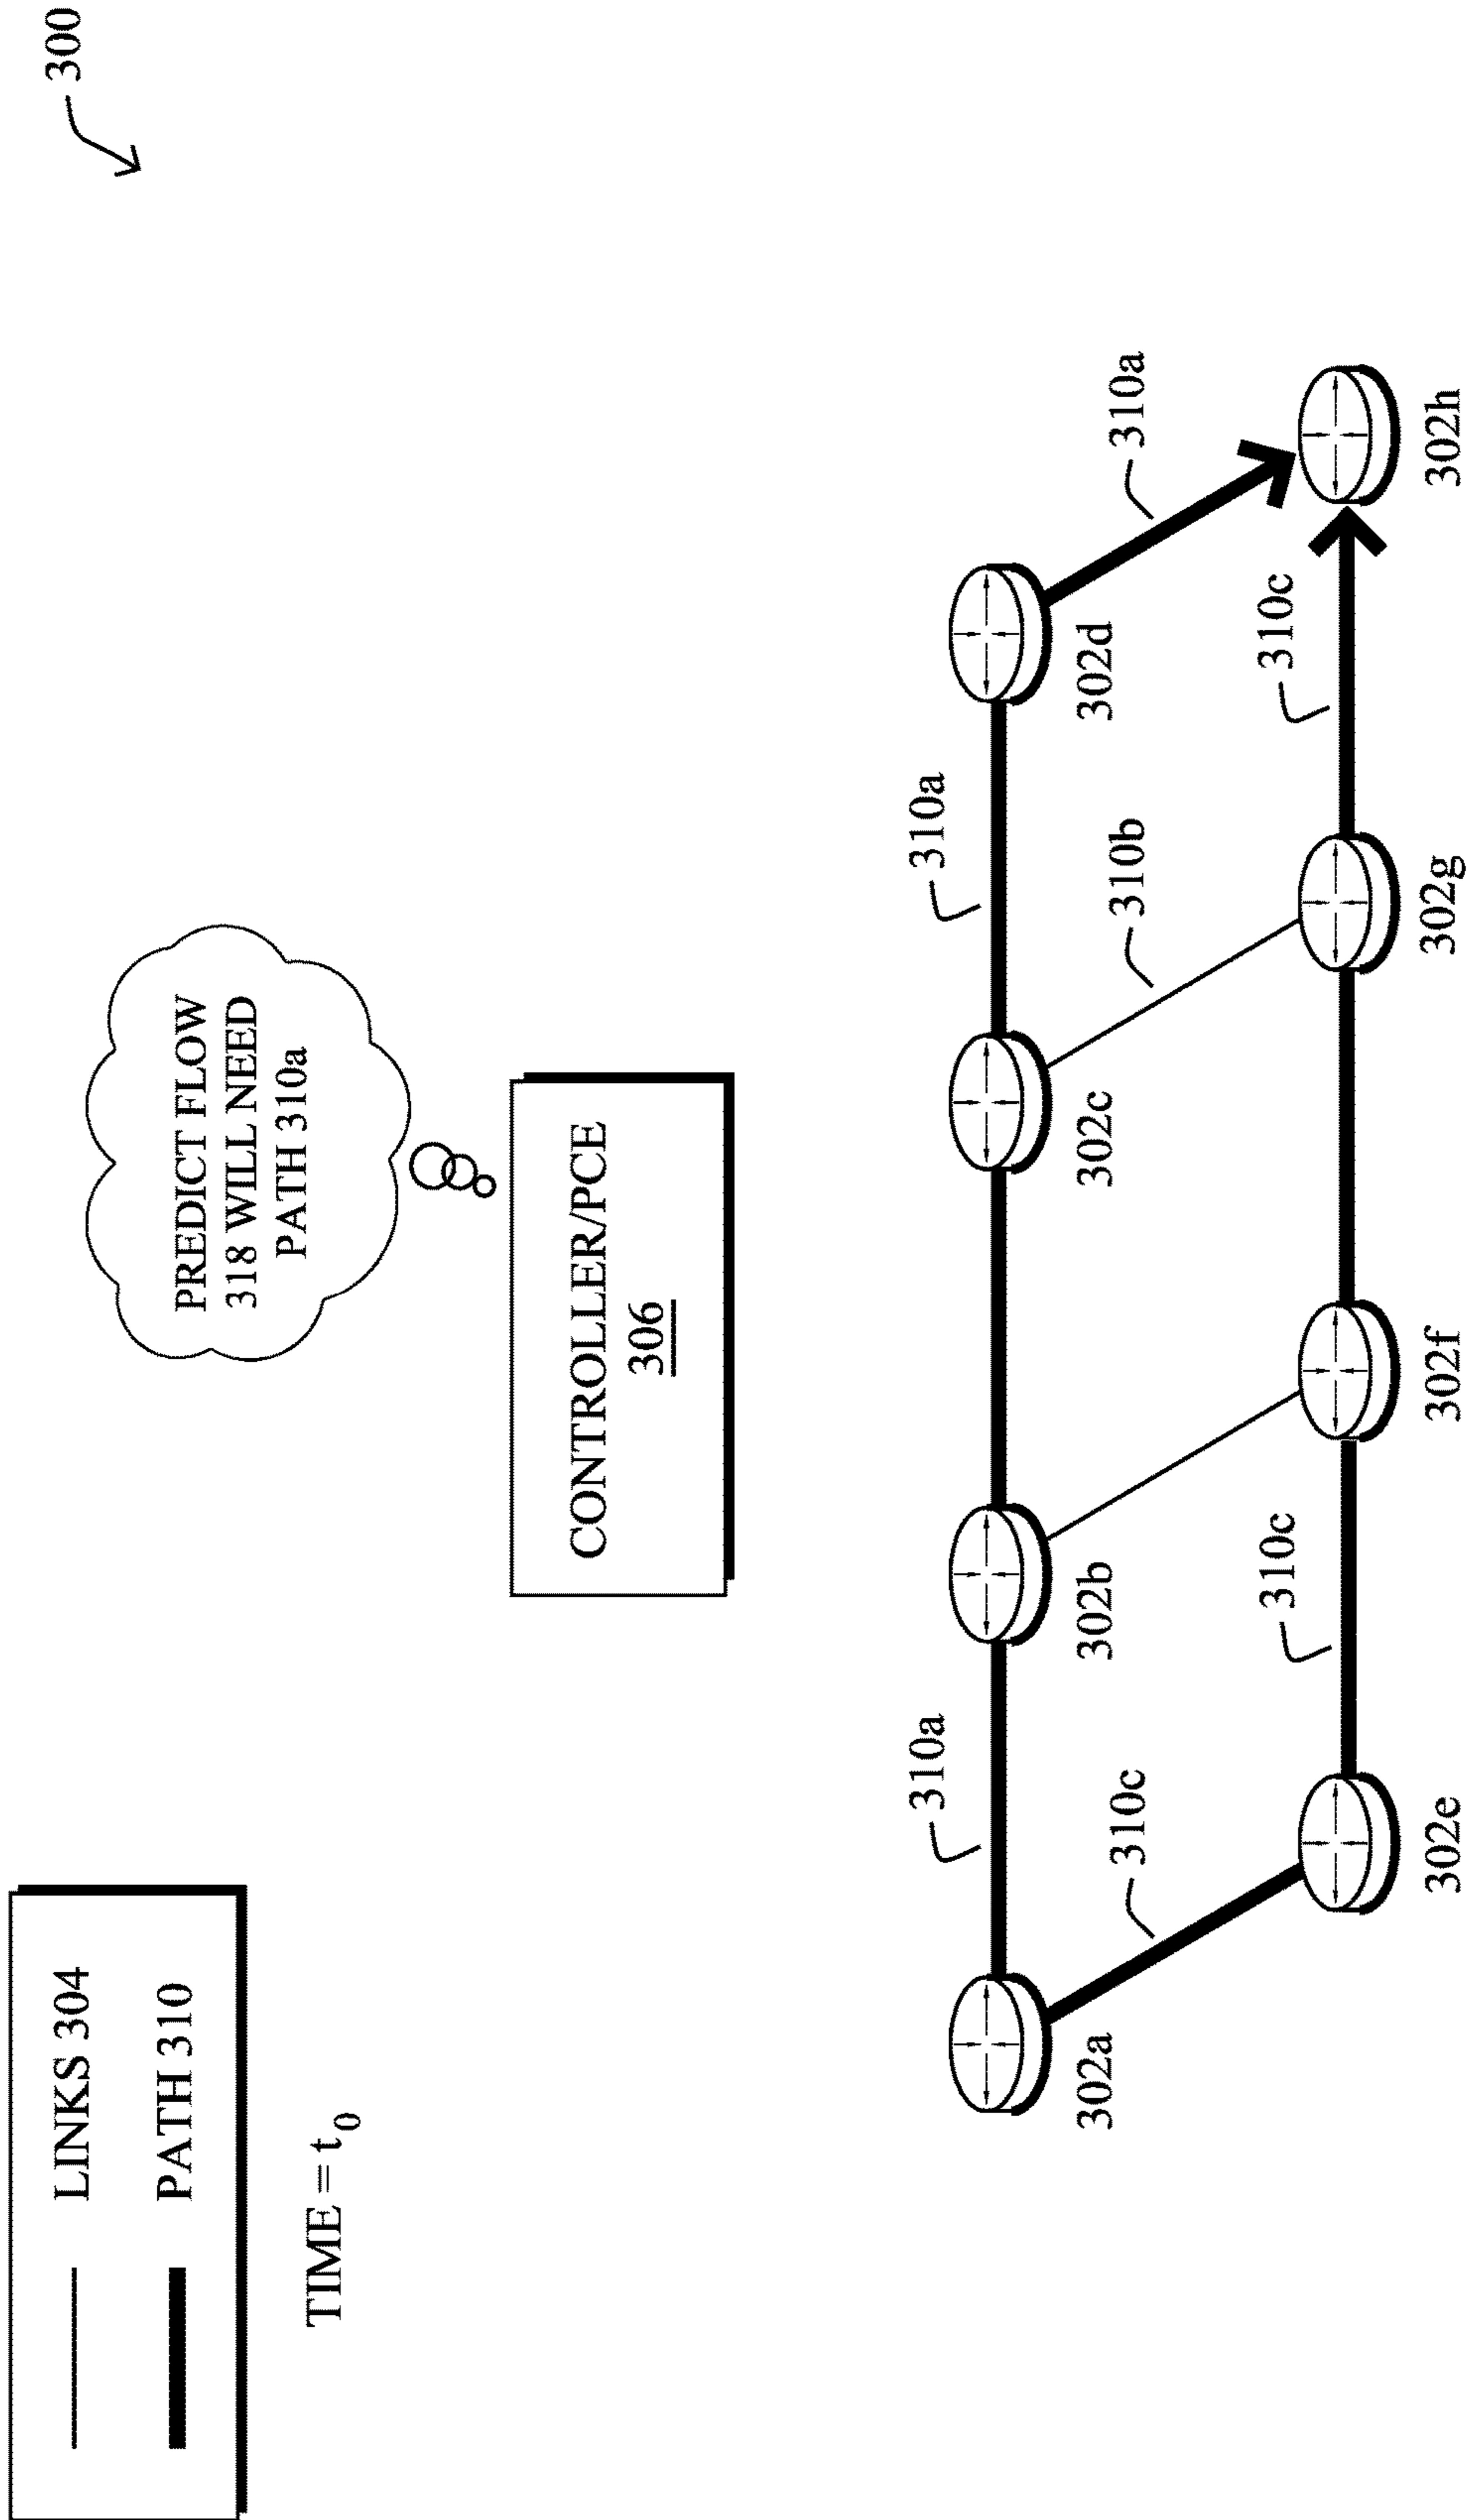 300
LINKS 304
PATH 310
TIME = t0
PREDICT FLOW
318 WILL NEED
PATH 310a
CONTROLLER/PCE
306
310a
310a
302a
302b
302c
302d
310c
310b
310a
310c
310c
302e
302f
302g
302h